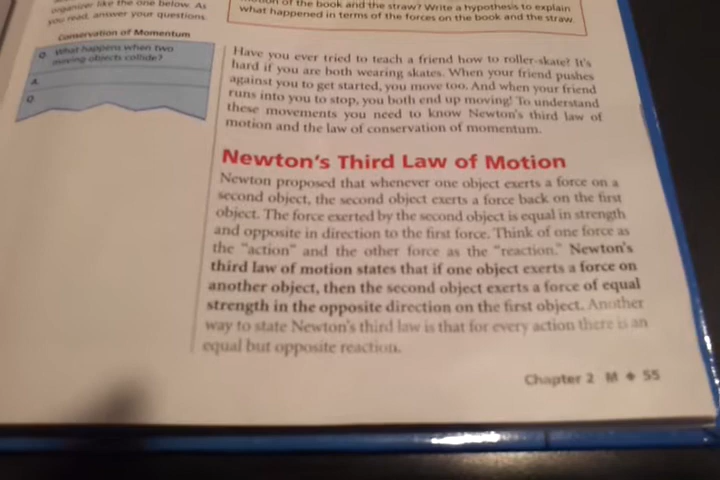 organizer like the one below. As
you read, answer your questions.
Conservation of Momentum
Q. What happens when two
moving objects collide?
A.
Q.
of the book and the straw? Write a hypothesis to explain
what happened in terms of the forces on the book and the straw.
Have you ever tried to teach a friend how to roller-skate? It's
hard if you are both wearing skates. When your friend pushes
against you to get started, you move too. And when your friend
runs into you to stop, you both end up moving! To understand
these movements you need to know Newton's third law of
motion and the law of conservation of momentum.
Newton's Third Law of Motion
Newton proposed that whenever one object exerts a force on a
second object, the second object exerts a force back on the first
object. The force exerted by the second object is equal in strength
and opposite in direction to the first force. Think of one force as
the "action" and the other force as the "reaction." Newton's
third law of motion states that if one object exerts a force on
another object, then the second object exerts a force of equal
strength in the opposite direction on the first object. Another
way to state Newton's third law is that for every action there is an
equal but opposite reaction.
Chapter 2 M ◆ 55